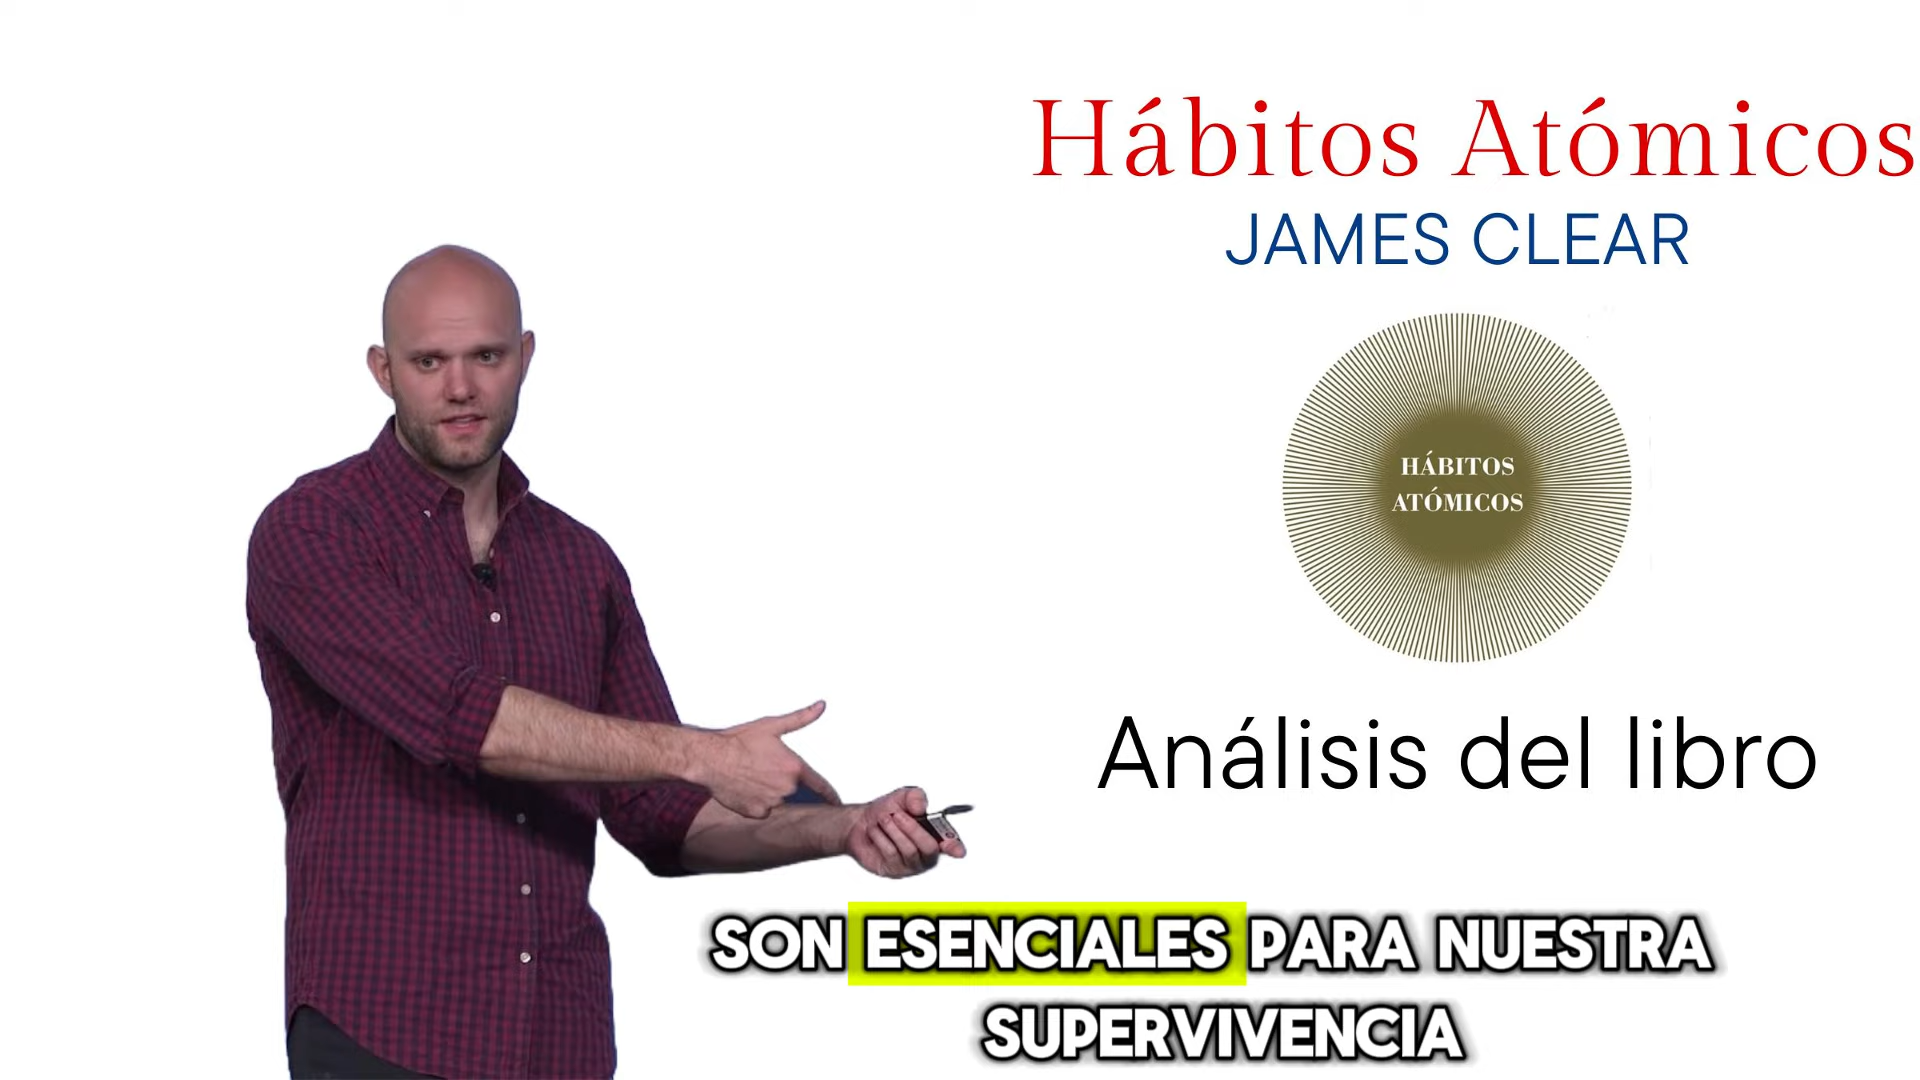 Hábitos Atómicos
JAMES CLEAR
HÁBITOS
ATÓMICOS
Análisis del libro
SON ESENCIALES PARA NUESTRA
SUPERVIVENCIA